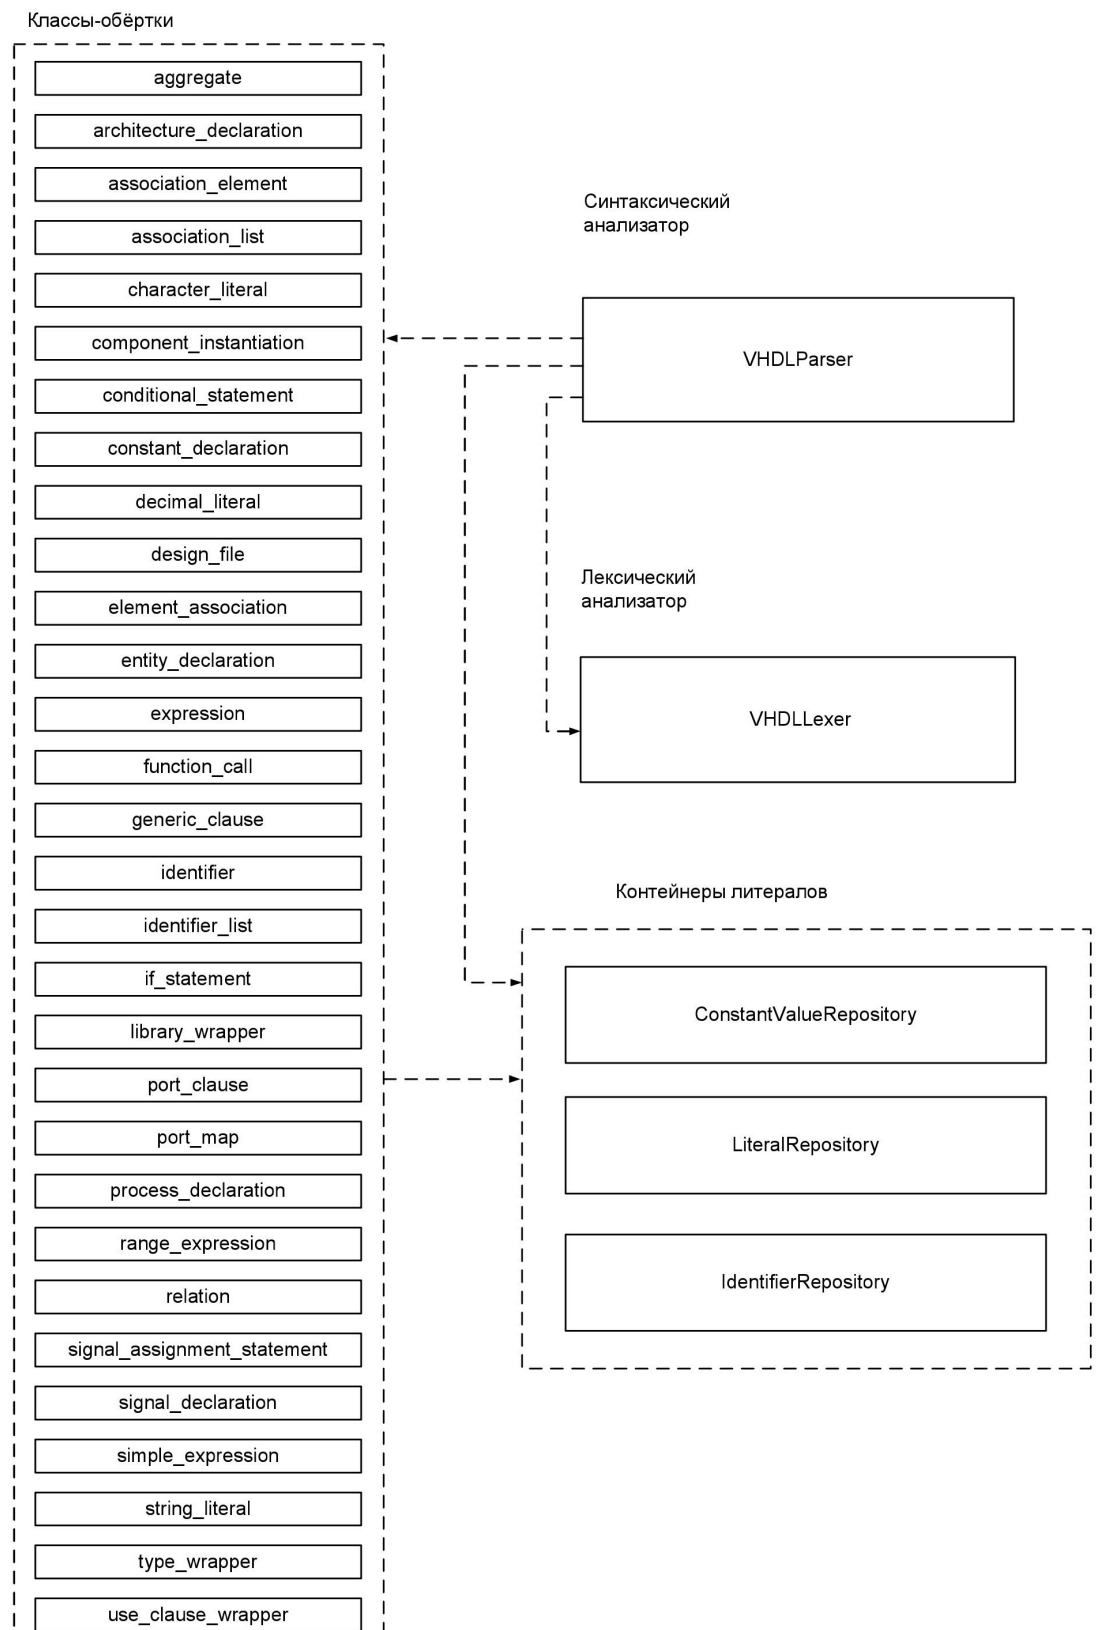 Классы-обёртки
aggregate
architecture_declaration
association_element
association_list
character_literal
component_instantiation
conditional_statement
constant_declaration
decimal_literal
design_file
element_association
entity_declaration
expression
function_call
generic_clause
identifier
identifier_list
if_statement
library_wrapper
port_clause
port_map
process_declaration
range_expression
relation
signal_assignment_statement
signal_declaration
simple_expression
string_literal
type_wrapper
use_clause_wrapper
Синтаксический
анализатор
VHDLParser
Лексический
анализатор
VHDLLexer
Контейнеры литералов
ConstantValueRepository
LiteralRepository
IdentifierRepository